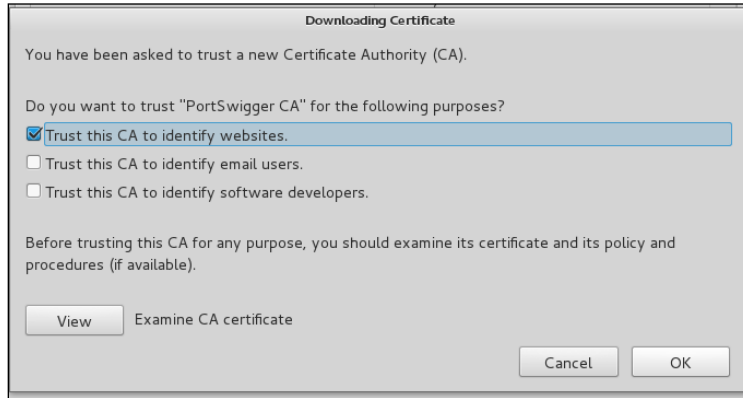 Downloading Certificate
You have been asked to trust a new Certificate Authority (CA).
Do you want to trust "PortSwigger CA" for the following purposes?
Trust this CA to identify websites.
Trust this CA to identify email users.
Trust this CA to identify software developers.
Before trusting this CA for any purpose, you should examine its certificate and its policy and
procedures (if available).
View Examine CA certificate
Cancel OK